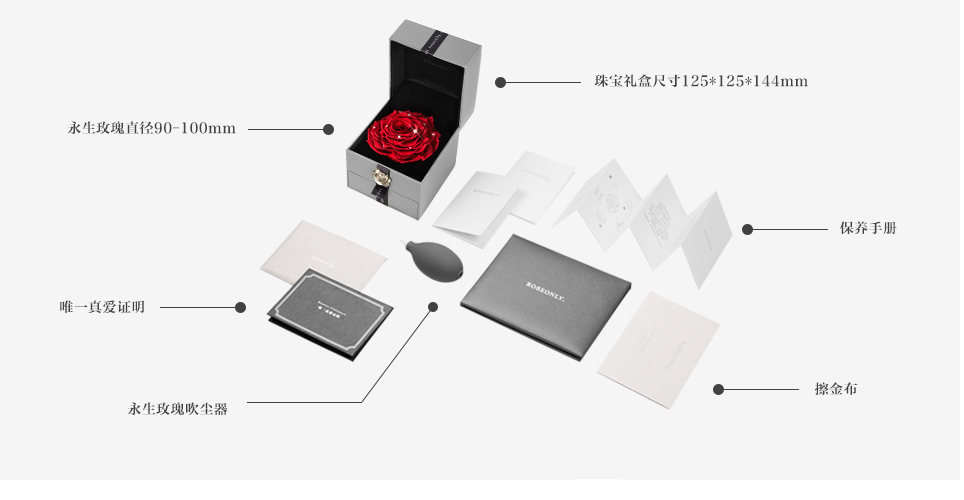 珠宝礼盒尺寸125*125*144mm
永生玫瑰直径90-100mm
保养手册
ROSEONLY.
唯一真爱证明
擦金布
永生玫瑰吹尘器